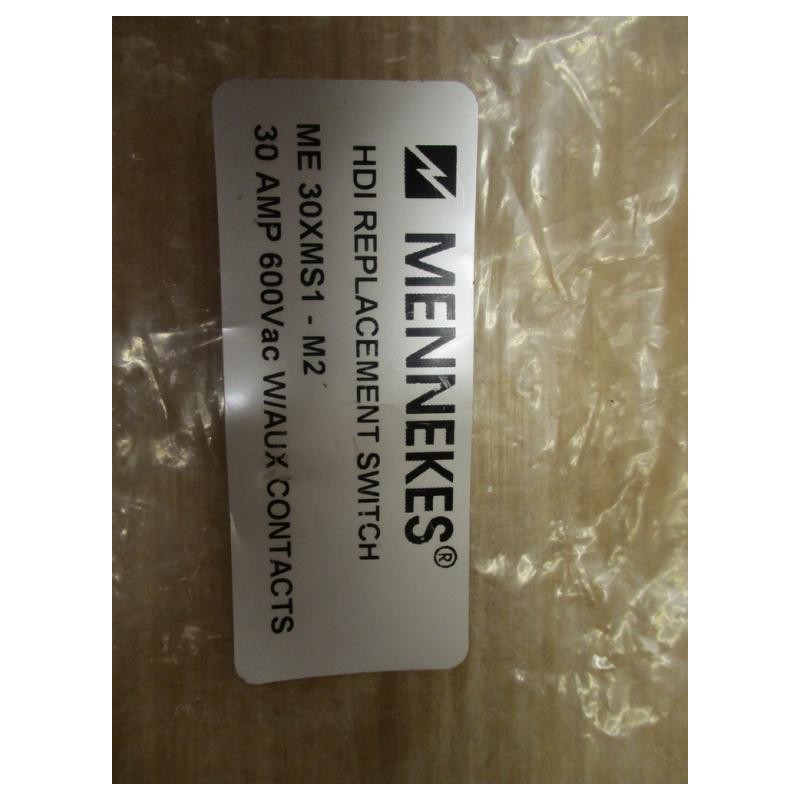 MENNEKES®
HDI REPLACEMENT SWITCH
ME 30XMS1 - M2
30 AMP 600Vac W/AUX CONTACTS